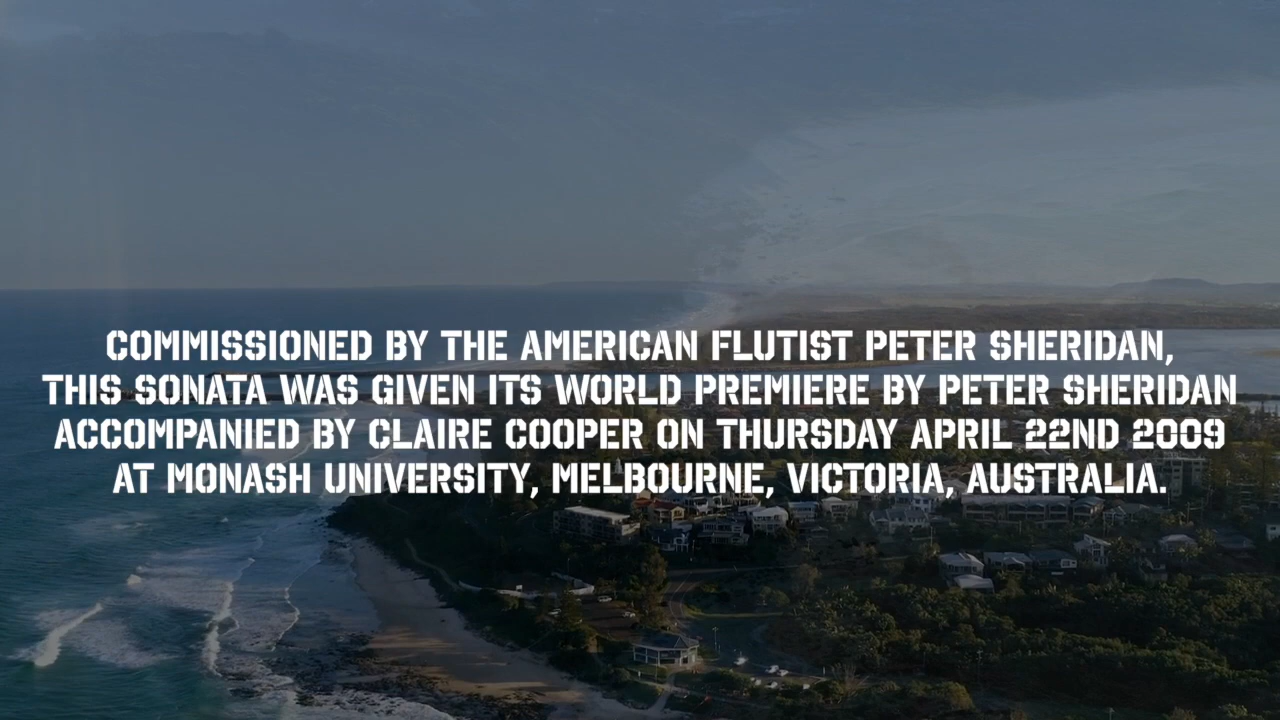 COMMISSIONED BY THE AMERICAN FLUTIST PETER SHERIDAN,
THIS SONATA WAS GIVEN ITS WORLD PREMIERE BY PETER SHERIDAN
ACCOMPANIED BY CLAIRE COOPER ON THURSDAY APRIL 22ND 2009
AT MONASH UNIVERSITY, MELBOURNE, VICTORIA, AUSTRALIA.